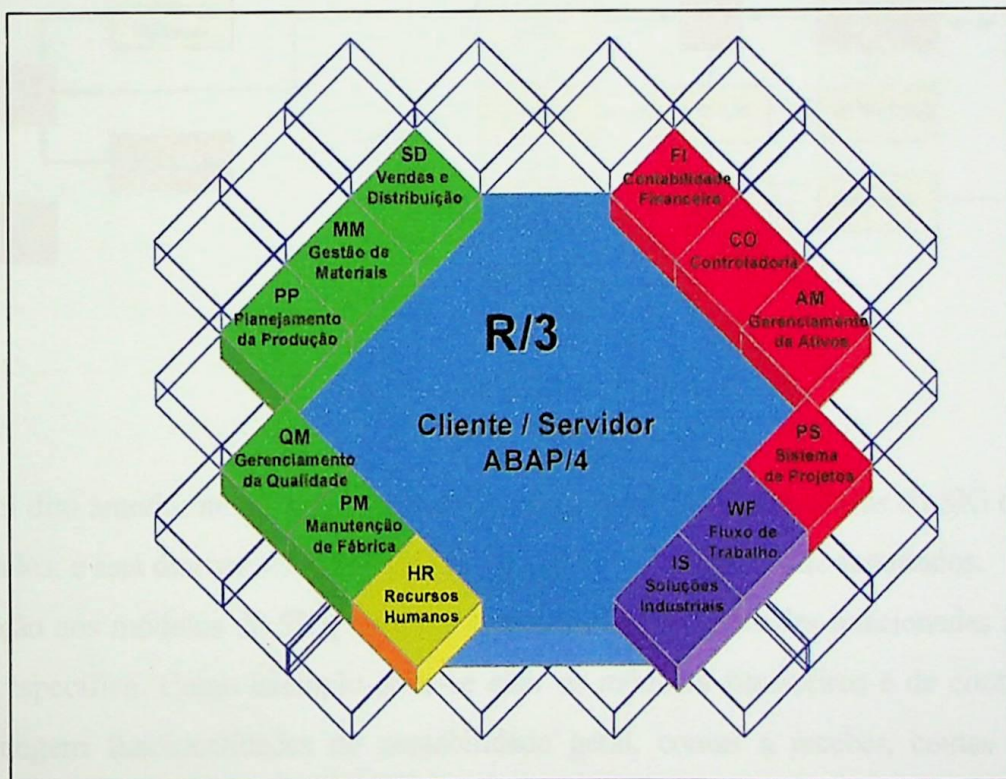 SD
Vendas e
Distribuição
MM
Gestão de
Materiais
PP
Planejamento
da Produção
QM
Gerenciamento
da Qualidade
PM
Manutenção
de Fábrica
HR
Recursos
Humanos
R/3
Cliente / Servidor
ABAP/4
FI
Contabilidade
Financeira
CO
Controladoria
AM
Gerenciamento
de Ativos
PS
Sistema
de Projetos
WF
Fluxo de
Trabalho
IS
Soluções
Industriais